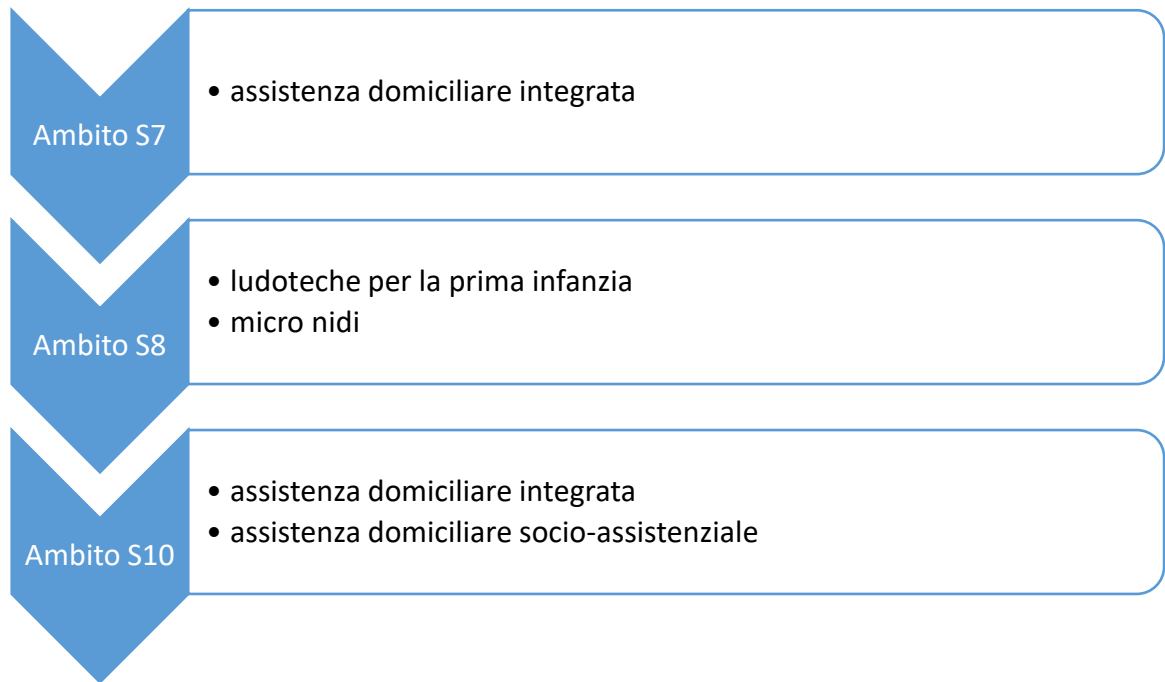 Ambito S7
• assistenza domiciliare integrata
Ambito S8
• ludoteche per la prima infanzia
• micro nidi
Ambito S10
• assistenza domiciliare integrata
• assistenza domiciliare socio-assistenziale